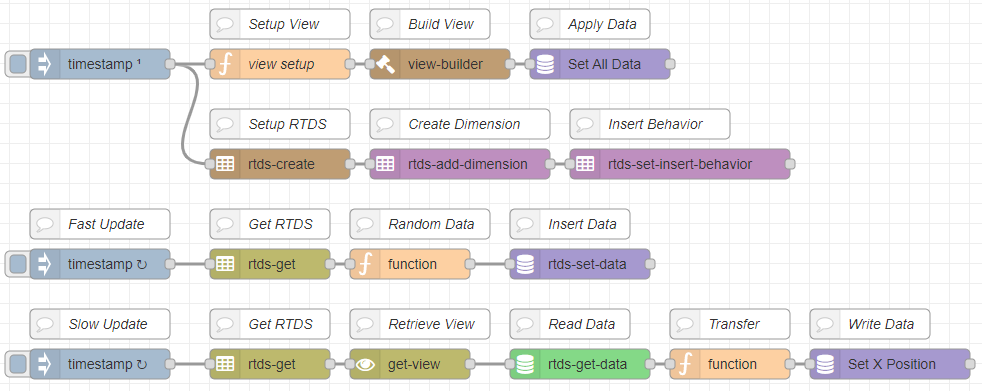 Setup View Build View Apply Data
timestamp ¹ view setup view-builder Set All Data
Setup RTDS Create Dimension Insert Behavior
rtds-create rtds-add-dimension rtds-set-insert-behavior
Fast Update Get RTDS Random Data Insert Data
timestamp ↻ rtds-get function rtds-set-data
Slow Update Get RTDS Retrieve View Read Data Transfer Write Data
timestamp ↻ rtds-get get-view rtds-get-data function Set X Position